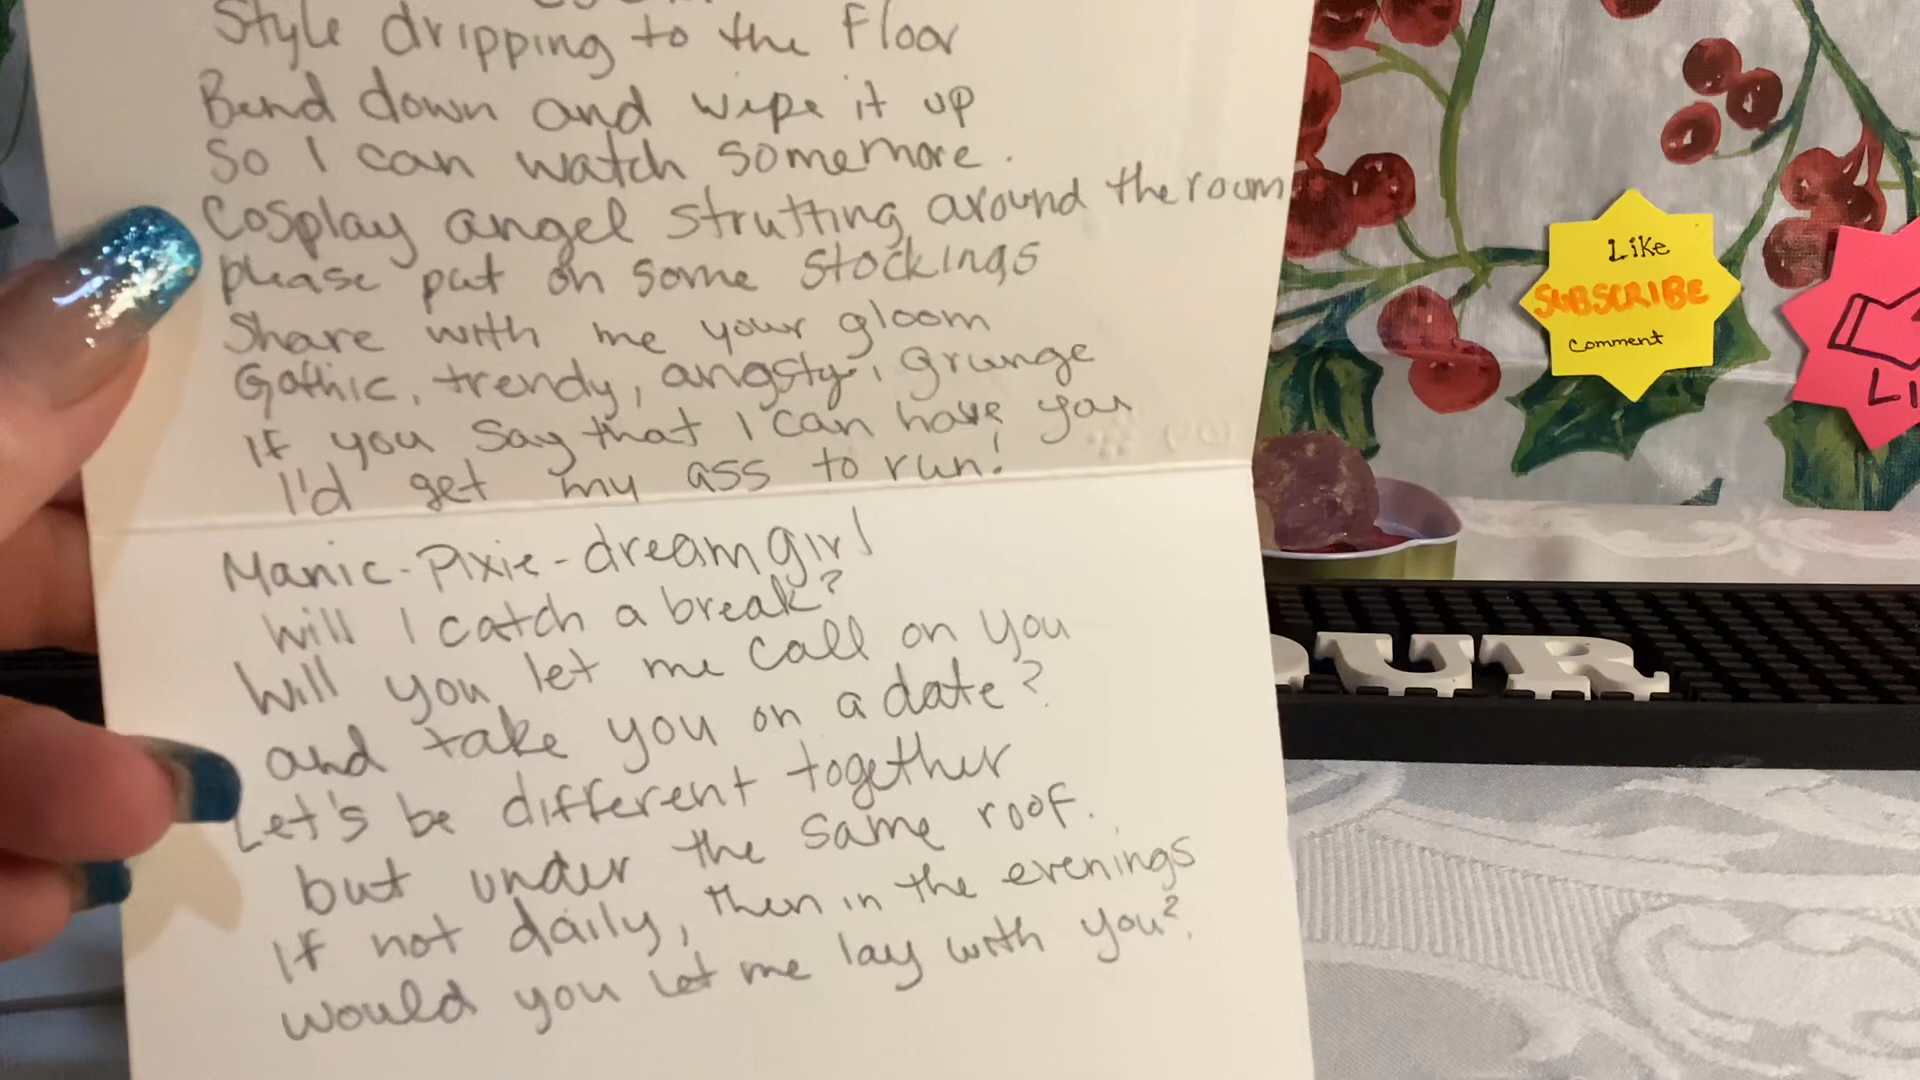 Style dripping to the floor
Bend down and wipe it up
So I can watch somemore.
Cosplay angel strutting around the room
please put on some stockings
Share with me your gloom
Gothic, trendy, angsty, grunge
If you say that I can have you
I'd get my ass to run!
Manic-Pixie-dream girl
Will I catch a break?
Will you let me call on you
and take you on a date?
Let's be different together
but under the same roof.
If not daily, then in the evenings
would you let me lay with you?
Like
SUBSCRIBE
comment
LI
OUR